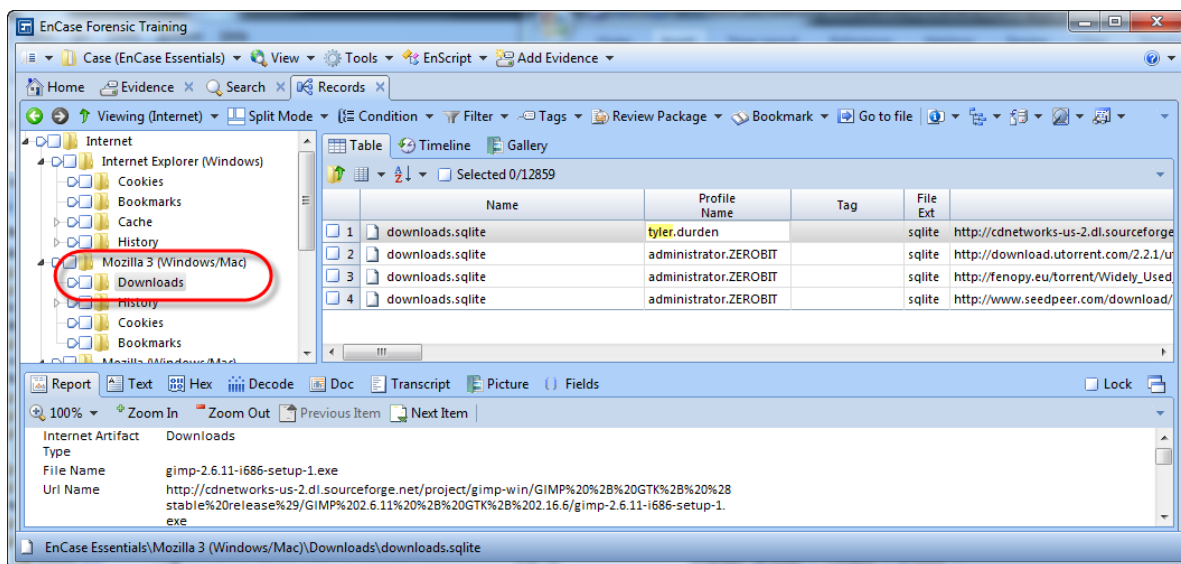 EnCase Forensic Training
Case (EnCase Essentials) View Tools EnScript Add Evidence
Home Evidence Search Records
Viewing (Internet) Split Mode Condition Filter Tags Review Package Bookmark Go to file
Internet
Internet Explorer (Windows)
Cookies
Bookmarks
Cache
History
Mozilla 3 (Windows/Mac)
Downloads
History
Cookies
Bookmarks
Mozilla (Windows/Mac)
Table Timeline Gallery
Selected 0/12859
Name Profile Name Tag File Ext
1 downloads.sqlite tyler.durden sqlite http://cdnetworks-us-2.dl.sourceforge
2 downloads.sqlite administrator.ZEROBIT sqlite http://download.utorrent.com/2.2.1/u
3 downloads.sqlite administrator.ZEROBIT sqlite http://fenopy.eu/torrent/Widely_Used
4 downloads.sqlite administrator.ZEROBIT sqlite http://www.seedpeer.com/download/
Report Text Hex Decode Doc Transcript Picture Fields Lock
100% Zoom In Zoom Out Previous Item Next Item
Internet Artifact Type Downloads
File Name gimp-2.6.11-i686-setup-1.exe
Url Name http://cdnetworks-us-2.dl.sourceforge.net/project/gimp-win/GIMP%20%2B%20GTK%2B%20%28
stable%20release%29/GIMP%202.6.11%20%2B%20GTK%2B%202.16.6/gimp-2.6.11-i686-setup-1.
exe
EnCase Essentials\Mozilla 3 (Windows/Mac)\Downloads\downloads.sqlite